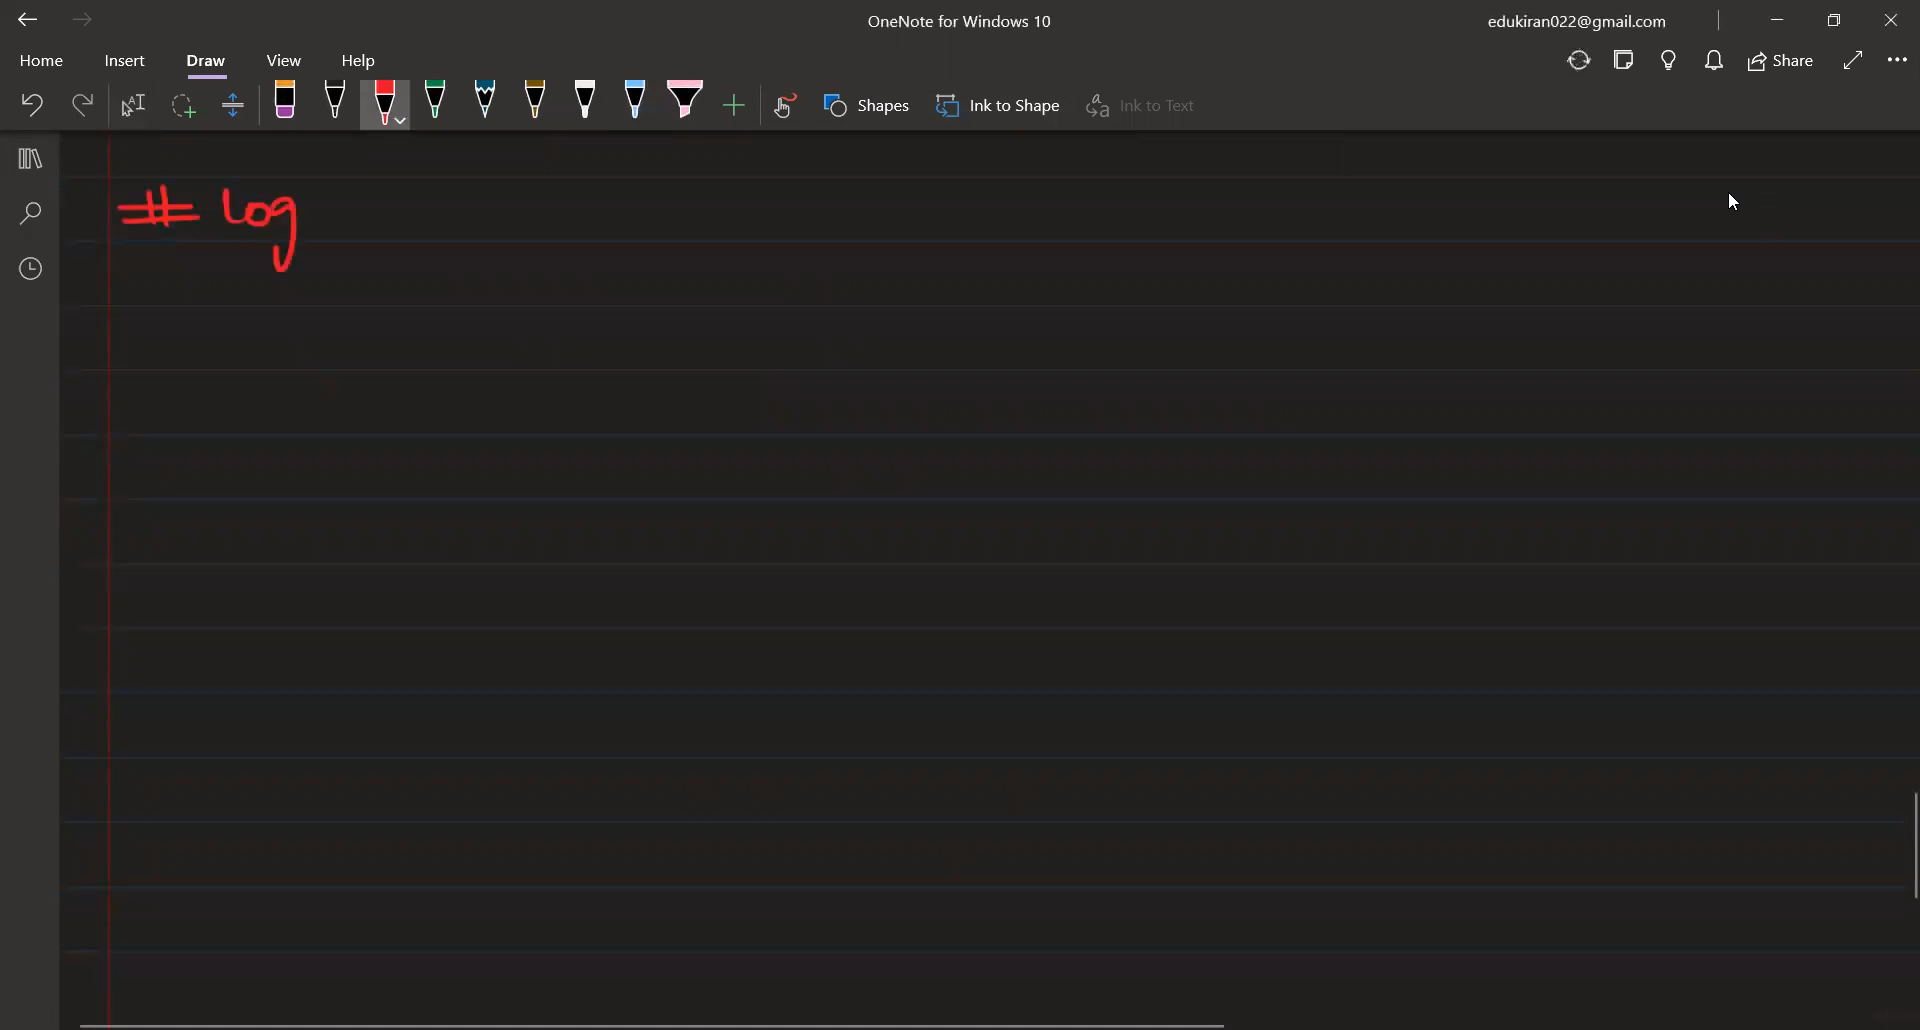 OneNote for Windows 10
edukiran022@gmail.com
Home Insert Draw View Help
Share
Shapes
Ink to Shape
Ink to Text
# log